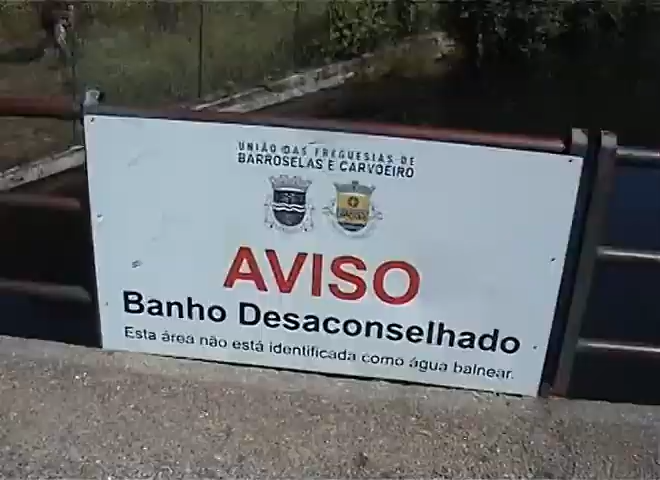 UNIÃO DAS FREGUESIAS DE
BARROSELAS E CARVOEIRO
AVISO
Banho Desaconselhado
Esta área não está identificada como água balnear.